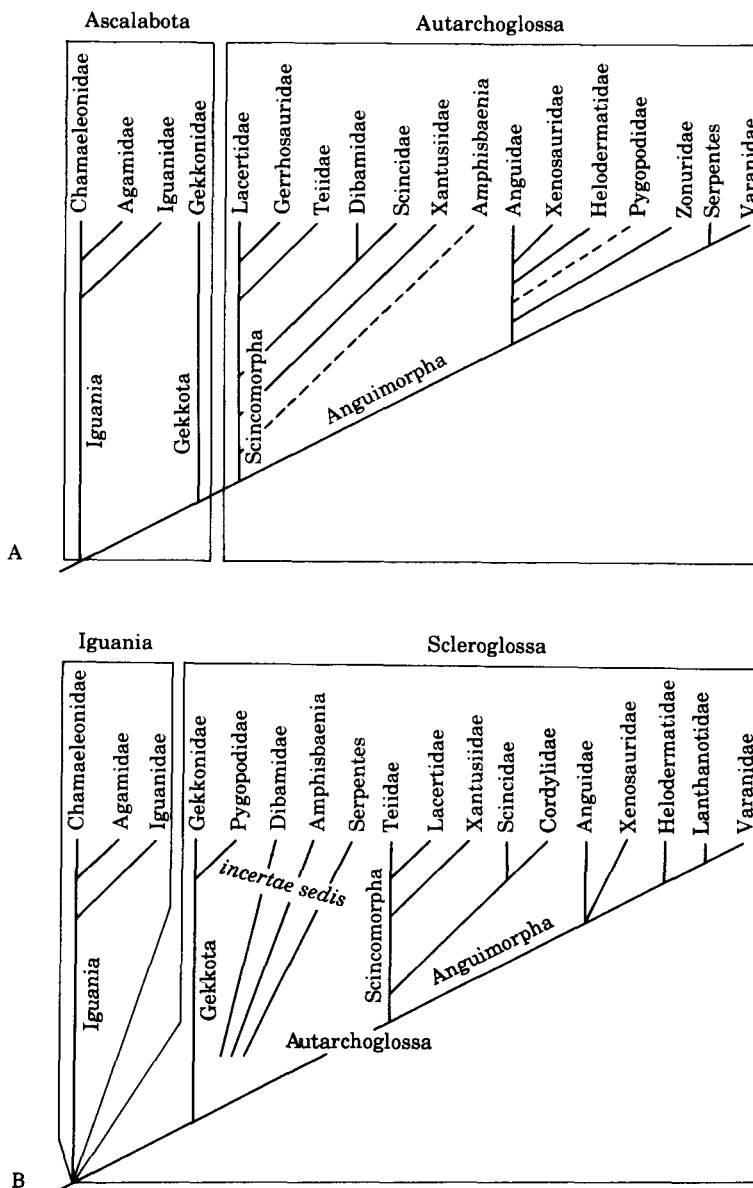 Ascalabota
Autarchoglossa
Chamaeleonidae
Agamidae
Iguanidae
Gekkonidae
Lacertidae
Gerrhosauridae
Teiidae
Dibamidae
Scincidae
Xantusiidae
Amphisbaenia
Anguidae
Xenosauridae
Helodermatidae
Pygopodidae
Zonuridae
Serpentes
Varanidae
Iguania
Gekkota
Scincomorpha
Anguimorpha
A
Iguania
Scleroglossa
Chamaeleonidae
Agamidae
Iguanidae
Gekkonidae
Pygopodidae
Dibamidae
Amphisbaenia
Serpentes
Teiidae
Lacertidae
Xantusiidae
Scincidae
Cordylidae
Anguidae
Xenosauridae
Helodermatidae
Lanthanotidae
Varanidae
incertae sedis
Iguania
Gekkota
Scincomorpha
Anguimorpha
Autarchoglossa
B